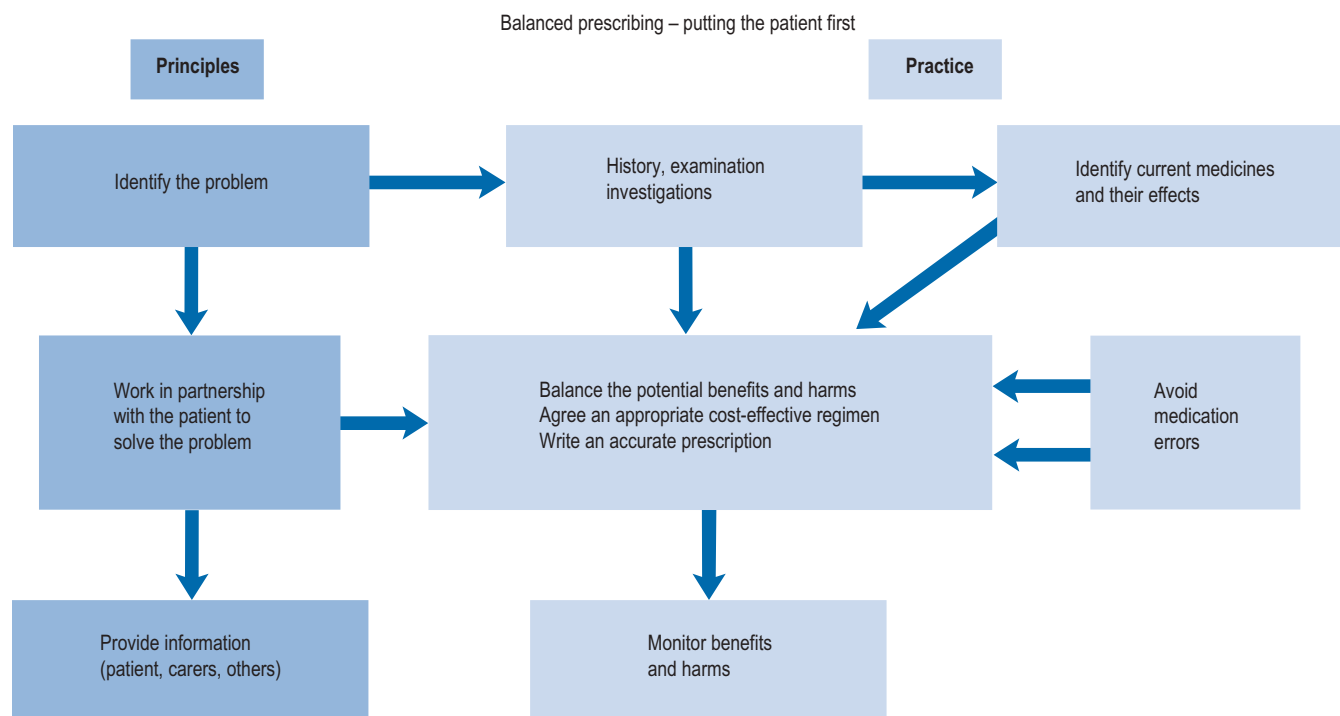 Balanced prescribing – putting the patient first
Principles
Practice
Identify the problem
History, examination
investigations
Identify current medicines
and their effects
Work in partnership
with the patient to
solve the problem
Balance the potential benefits and harms
Agree an appropriate cost-effective regimen
Write an accurate prescription
Avoid
medication
errors
Provide information
(patient, carers, others)
Monitor benefits
and harms